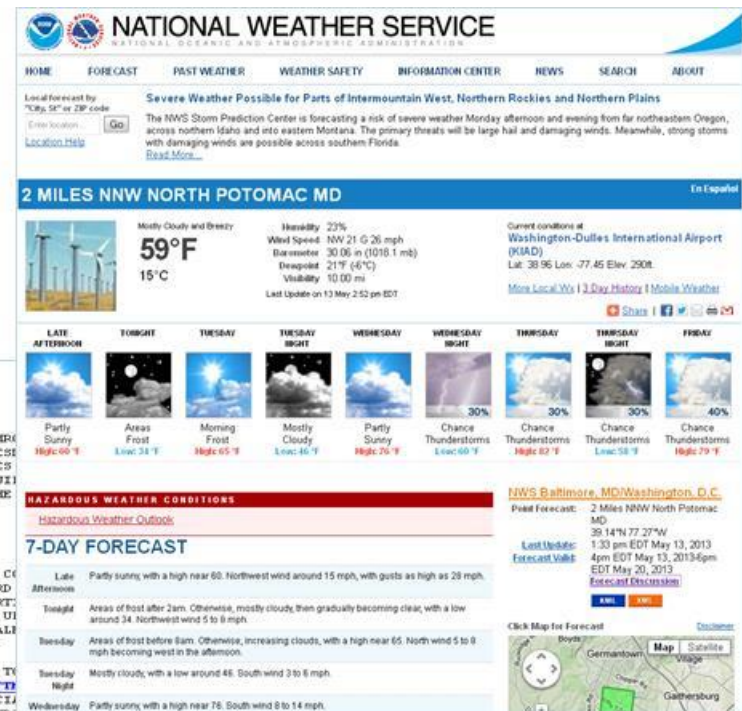 NATIONAL WEATHER SERVICE
NATIONAL OCEANIC AND ATMOSPHERIC ADMINISTRATION
HOME FORECAST PAST WEATHER WEATHER SAFETY INFORMATION CENTER NEWS SEARCH ABOUT
Local forecast by
"City, St" or ZIP code
Enter location ...
Go
Location Help
Severe Weather Possible for Parts of Intermountain West, Northern Rockies and Northern Plains
The NWS Storm Prediction Center is forecasting a risk of severe weather Monday afternoon and evening from far northeastern Oregon,
across northern Idaho and into eastern Montana. The primary threats will be large hail and damaging winds. Meanwhile, strong storms
with damaging winds are possible across southern Florida.
Read More...
2 MILES NNW NORTH POTOMAC MD
En Español
Mostly Cloudy and Breezy
59°F
15°C
Humidity 23%
Wind Speed NW 21 G 26 mph
Barometer 30.06 in (1018.1 mb)
Dewpoint 21°F (-6°C)
Visibility 10.00 mi
Last Update on 13 May 2:52 pm EDT
Current conditions at
Washington-Dulles International Airport
(KIAD)
Lat: 38.96 Lon: -77.45 Elev: 290ft.
More Local Wx | 3 Day History | Mobile Weather
Share |
LATE AFTERNOON
Partly Sunny
High: 60 °F
TONIGHT
Areas Frost
Low: 34 °F
TUESDAY
Morning Frost
High: 65 °F
TUESDAY NIGHT
Mostly Cloudy
Low: 46 °F
WEDNESDAY
Partly Sunny
High: 76 °F
WEDNESDAY NIGHT
30%
Chance Thunderstorms
Low: 60 °F
THURSDAY
30%
Chance Thunderstorms
High: 82 °F
THURSDAY NIGHT
30%
Chance Thunderstorms
Low: 58 °F
FRIDAY
40%
Chance Thunderstorms
High: 79 °F
HAZARDOUS WEATHER CONDITIONS
Hazardous Weather Outlook
7-DAY FORECAST
Late Afternoon
Partly sunny, with a high near 60. Northwest wind around 15 mph, with gusts as high as 28 mph.
Tonight
Areas of frost after 2am. Otherwise, mostly cloudy, then gradually becoming clear, with a low
around 34. Northwest wind 5 to 8 mph.
Tuesday
Areas of frost before 8am. Otherwise, increasing clouds, with a high near 65. North wind 5 to 8
mph becoming west in the afternoon.
Tuesday Night
Mostly cloudy, with a low around 46. South wind 3 to 6 mph.
Wednesday
Partly sunny, with a high near 76. South wind 8 to 14 mph.
NWS Baltimore, MD/Washington, D.C.
Point Forecast: 2 Miles NNW North Potomac
MD
39.14°N 77.27°W
Last Update: 1:33 pm EDT May 13, 2013
Forecast Valid: 4pm EDT May 13, 2013-6pm
EDT May 20, 2013
Forecast Discussion
KML XML
Click Map for Forecast
Disclaimer
Map Satellite
Boyds
Germantown
Village
Gaithersburg